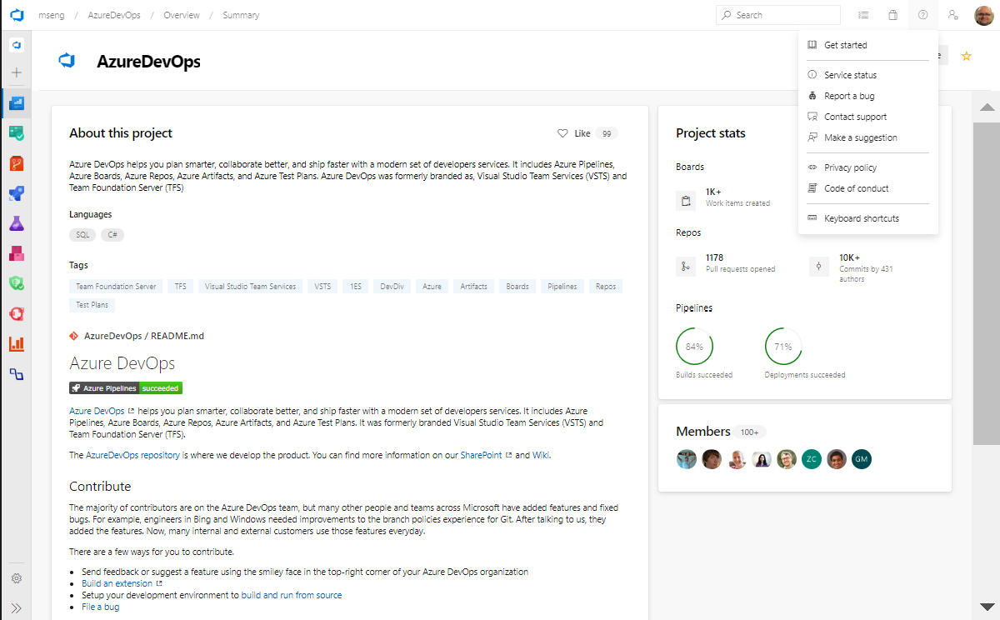 mseng / AzureDevOps / Overview / Summary
Search
AzureDevOps
e
Get started
Service status
Report a bug
Contact support
Make a suggestion
Privacy policy
Code of conduct
Keyboard shortcuts
About this project
Like 99
Azure DevOps helps you plan smarter, collaborate better, and ship faster with a modern set of developers services. It includes Azure Pipelines,
Azure Boards, Azure Repos, Azure Artifacts, and Azure Test Plans. Azure DevOps was formerly branded as, Visual Studio Team Services (VSTS) and
Team Foundation Server (TFS)
Languages
SQL C#
Tags
Team Foundation Server TFS Visual Studio Team Services VSTS 1ES DevDiv Azure Artifacts Boards Pipelines Repos
Test Plans
AzureDevOps / README.md
Azure DevOps
Azure Pipelines succeeded
Azure DevOps helps you plan smarter, collaborate better, and ship faster with a modern set of developers services. It includes Azure
Pipelines, Azure Boards, Azure Repos, Azure Artifacts, and Azure Test Plans. It was formerly branded Visual Studio Team Services (VSTS) and
Team Foundation Server (TFS).
The AzureDevOps repository is where we develop the product. You can find more information on our SharePoint and Wiki.
Contribute
The majority of contributors are on the Azure DevOps team, but many other people and teams across Microsoft have added features and fixed
bugs. For example, engineers in Bing and Windows needed improvements to the branch policies experience for Git. After talking to us, they
added the features. Now, many internal and external customers use those features everyday.
There are a few ways for you to contribute.
• Send feedback or suggest a feature using the smiley face in the top-right corner of your Azure DevOps organization
• Build an extension
• Setup your development environment to build and run from source
• File a bug
Project stats
Boards
1K+
Work items created
Repos
1178
Pull requests opened
10K+
Commits by 431
authors
Pipelines
84%
Builds succeeded
71%
Deployments succeeded
Members 100+
ZC GM